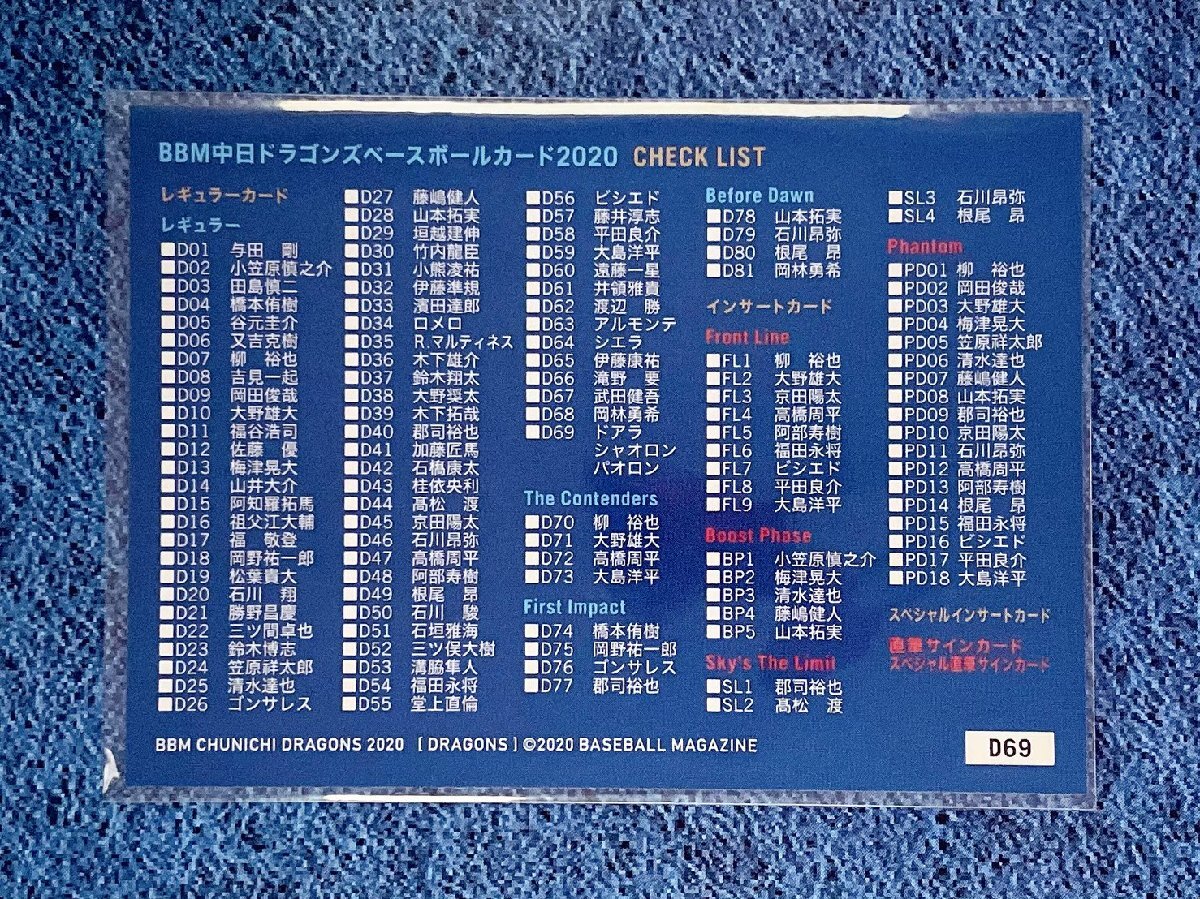 BBM中日ドラゴンズベースボールカード2020 CHECK LIST
レギュラーカード
レギュラー
D01 与田 剛
D02 小笠原慎之介
D03 田島慎二
D04 橋本侑樹
D05 谷元圭介
D06 又吉克樹
D07 柳 裕也
D08 吉見一起
D09 岡田俊哉
D10 大野雄大
D11 福谷浩司
D12 佐藤 優
D13 梅津晃大
D14 山井大介
D15 阿知羅拓馬
D16 祖父江大輔
D17 福 敬登
D18 岡野祐一郎
D19 松葉貴大
D20 石川 翔
D21 勝野昌慶
D22 三ツ間卓也
D23 鈴木博志
D24 笠原祥太郎
D25 清水達也
D26 ゴンサレス
D27 藤嶋健人
D28 山本拓実
D29 垣越建伸
D30 竹内龍臣
D31 小熊凌祐
D32 伊藤準規
D33 濱田達郎
D34 ロメロ
D35 R.マルティネス
D36 木下雄介
D37 鈴木翔太
D38 大野奨太
D39 木下拓哉
D40 郡司裕也
D41 加藤匠馬
D42 石橋康太
D43 桂依央利
D44 髙松 渡
D45 京田陽太
D46 石川昂弥
D47 高橋周平
D48 阿部寿樹
D49 根尾 昂
D50 石川 駿
D51 石垣雅海
D52 三ツ俣大樹
D53 溝脇隼人
D54 福田永将
D55 堂上直倫
D56 ビシエド
D57 藤井淳志
D58 平田良介
D59 大島洋平
D60 遠藤一星
D61 井領雅貴
D62 渡辺 勝
D63 アルモンテ
D64 シエラ
D65 伊藤康祐
D66 滝野 要
D67 武田健吾
D68 岡林勇希
D69 ドアラ
シャオロン
パオロン
The Contenders
D70 柳 裕也
D71 大野雄大
D72 高橋周平
D73 大島洋平
First Impact
D74 橋本侑樹
D75 岡野祐一郎
D76 ゴンサレス
D77 郡司裕也
Before Dawn
D78 山本拓実
D79 石川昂弥
D80 根尾 昂
D81 岡林勇希
インサートカード
Front Line
FL1 柳 裕也
FL2 大野雄大
FL3 京田陽太
FL4 高橋周平
FL5 阿部寿樹
FL6 福田永将
FL7 ビシエド
FL8 平田良介
FL9 大島洋平
Boost Phase
BP1 小笠原慎之介
BP2 梅津晃大
BP3 清水達也
BP4 藤嶋健人
BP5 山本拓実
Sky's The Limit
SL1 郡司裕也
SL2 髙松 渡
SL3 石川昂弥
SL4 根尾 昂
Phantom
PD01 柳 裕也
PD02 岡田俊哉
PD03 大野雄大
PD04 梅津晃大
PD05 笠原祥太郎
PD06 清水達也
PD07 藤嶋健人
PD08 山本拓実
PD09 郡司裕也
PD10 京田陽太
PD11 石川昂弥
PD12 高橋周平
PD13 阿部寿樹
PD14 根尾 昂
PD15 福田永将
PD16 ビシエド
PD17 平田良介
PD18 大島洋平
スペシャルインサートカード
直筆サインカード
スペシャル直筆サインカード
BBM CHUNICHI DRAGONS 2020 [DRAGONS] ©2020 BASEBALL MAGAZINE
D69